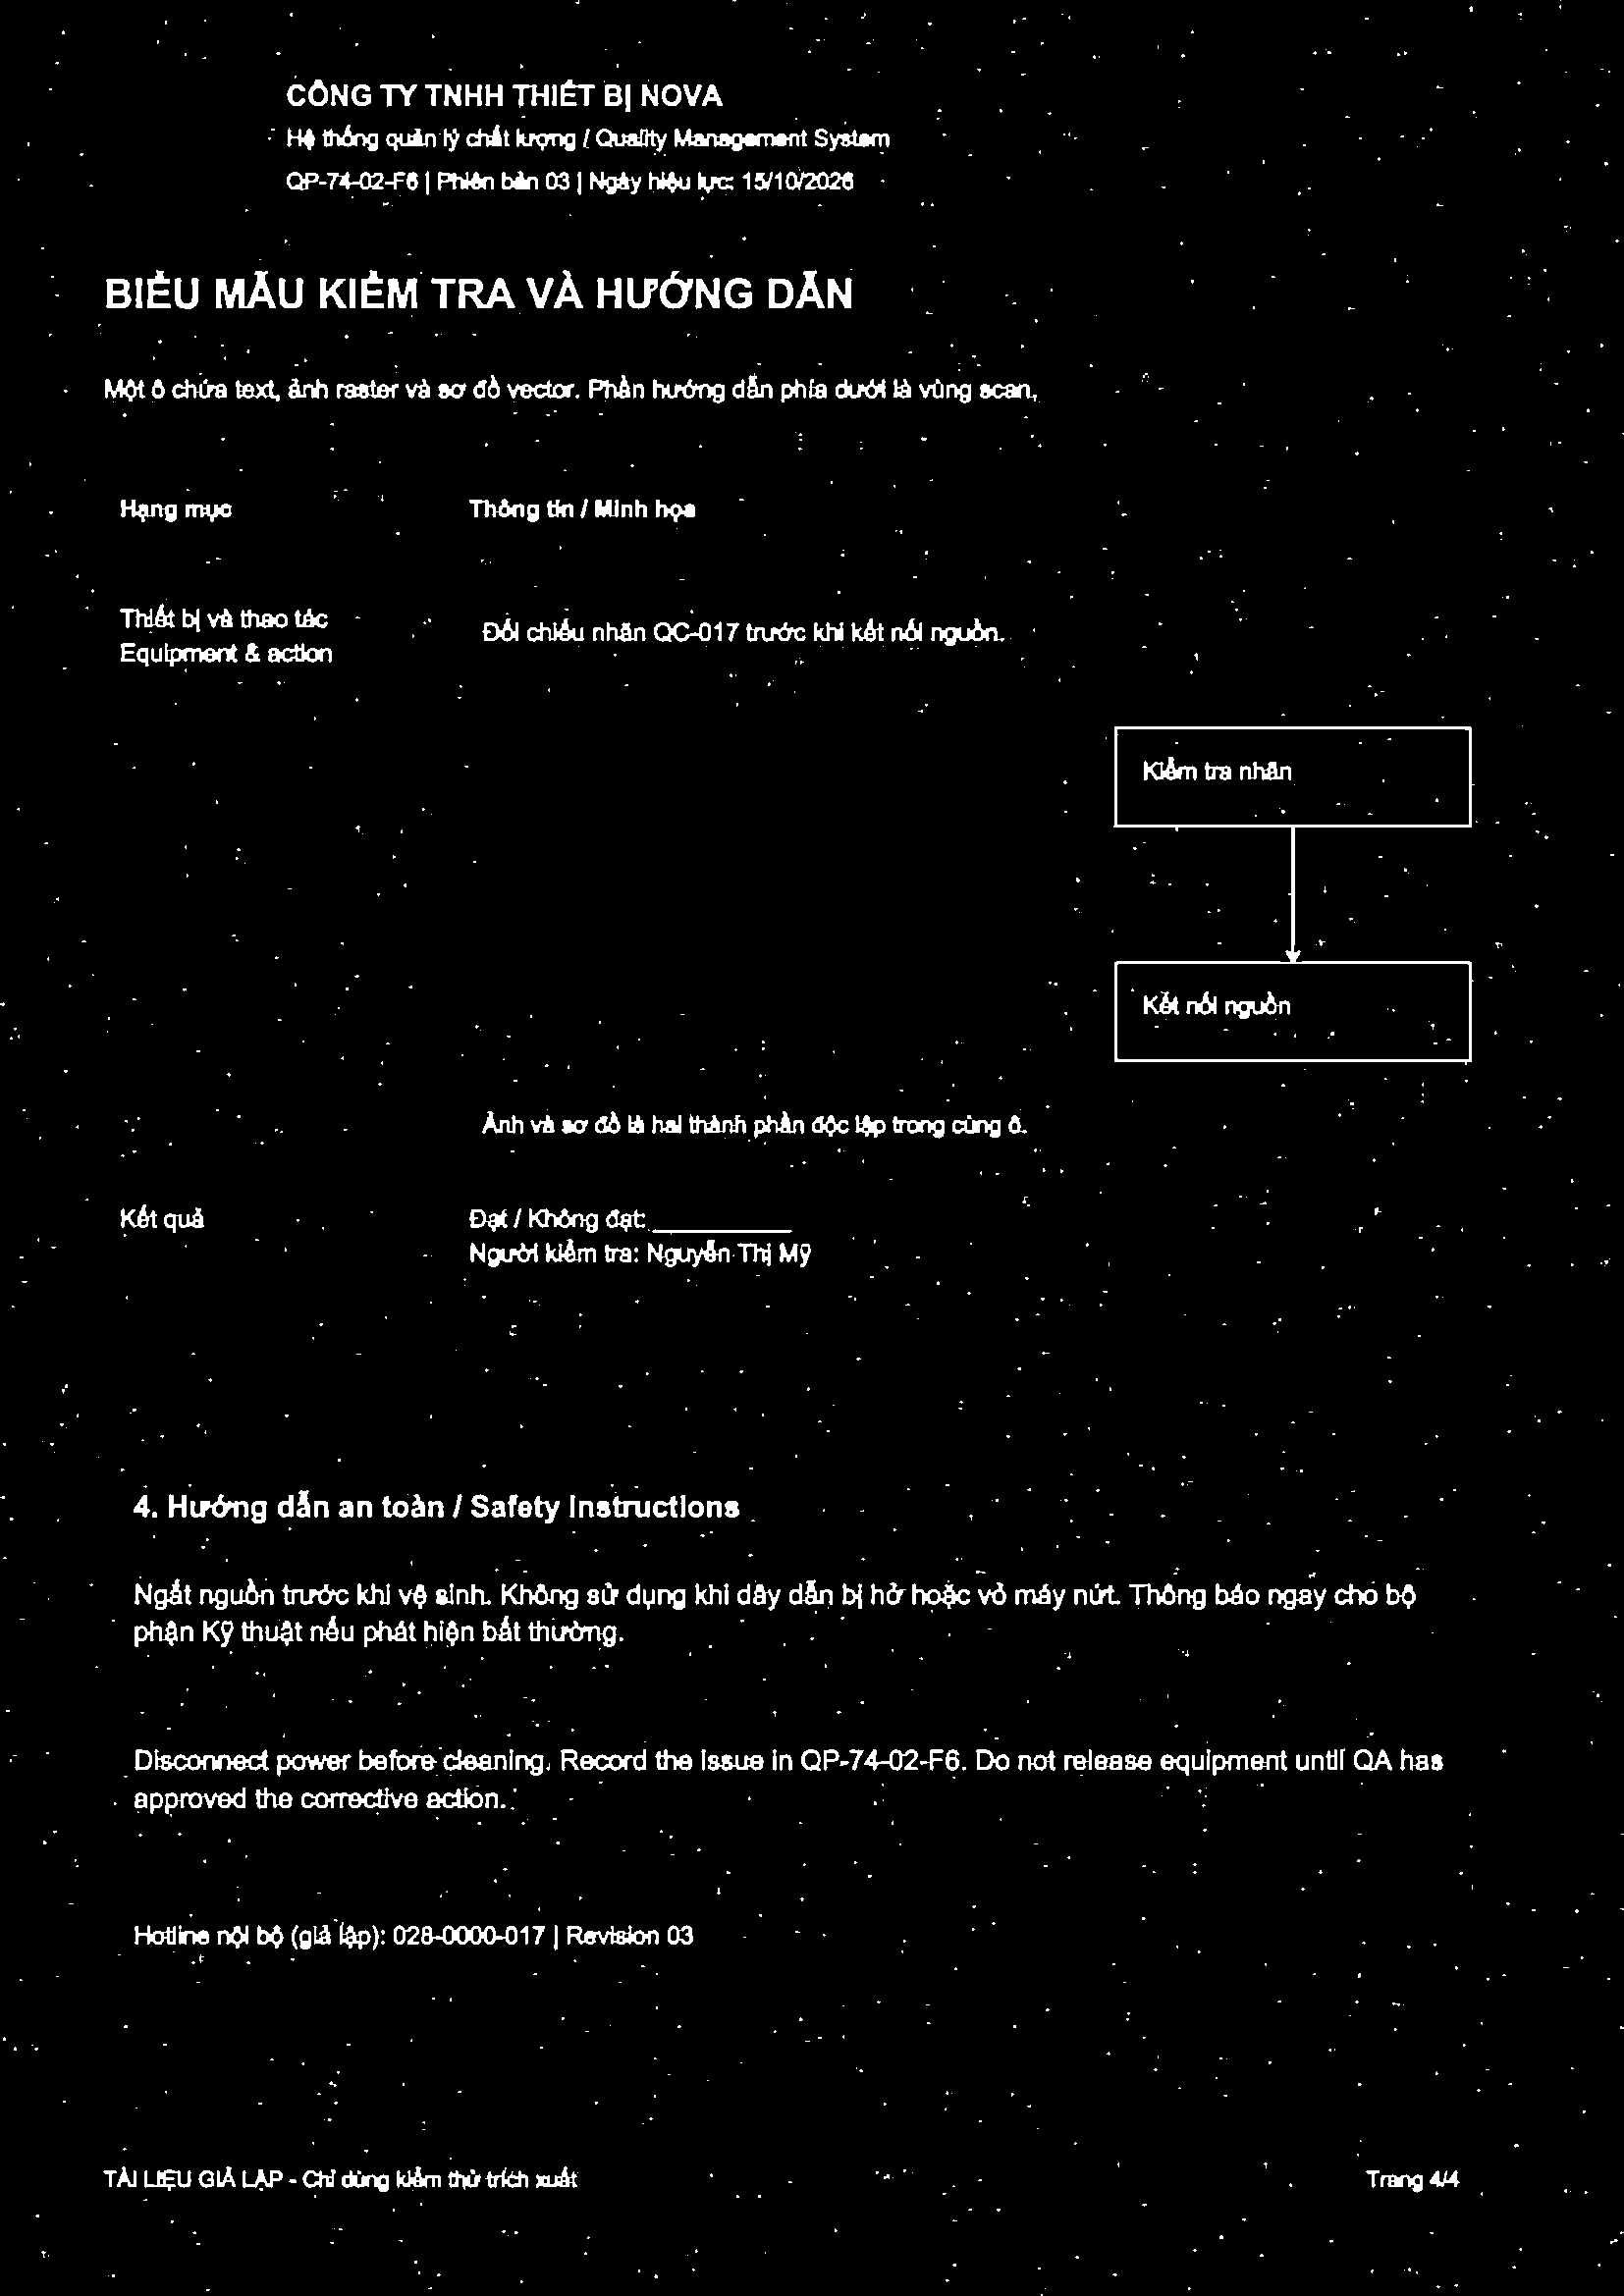 CÔNG TY TNHH THIẾT BỊ NOVA
Hệ thống quản lý chất lượng / Quality Management System
QP-74-02-F6 | Phiên bản 03 | Ngày hiệu lực: 15/10/2026
BIỂU MẪU KIỂM TRA VÀ HƯỚNG DẪN
Một ô chứa text, ảnh raster và sơ đồ vector. Phần hướng dẫn phía dưới là vùng scan.
Hạng mục
Thông tin / Minh họa
Thiết bị và thao tác
Equipment & action
Đối chiếu nhãn QC-017 trước khi kết nối nguồn.
Kiểm tra nhãn
Kết nối nguồn
Ảnh và sơ đồ là hai thành phần độc lập trong cùng ô.
Kết quả
Đạt / Không đạt: ____________
Người kiểm tra: Nguyễn Thị Mỹ
4. Hướng dẫn an toàn / Safety Instructions
Ngắt nguồn trước khi vệ sinh. Không sử dụng khi dây dẫn bị hở hoặc vỏ máy nứt. Thông báo ngay cho bộ
phận Kỹ thuật nếu phát hiện bất thường.
Disconnect power before cleaning. Record the issue in QP-74-02-F6. Do not release equipment until QA has
approved the corrective action.
Hotline nội bộ (giả lập): 028-0000-017 | Revision 03
TÀI LIỆU GIẢ LẬP - Chỉ dùng kiểm thử trích xuất
Trang 4/4